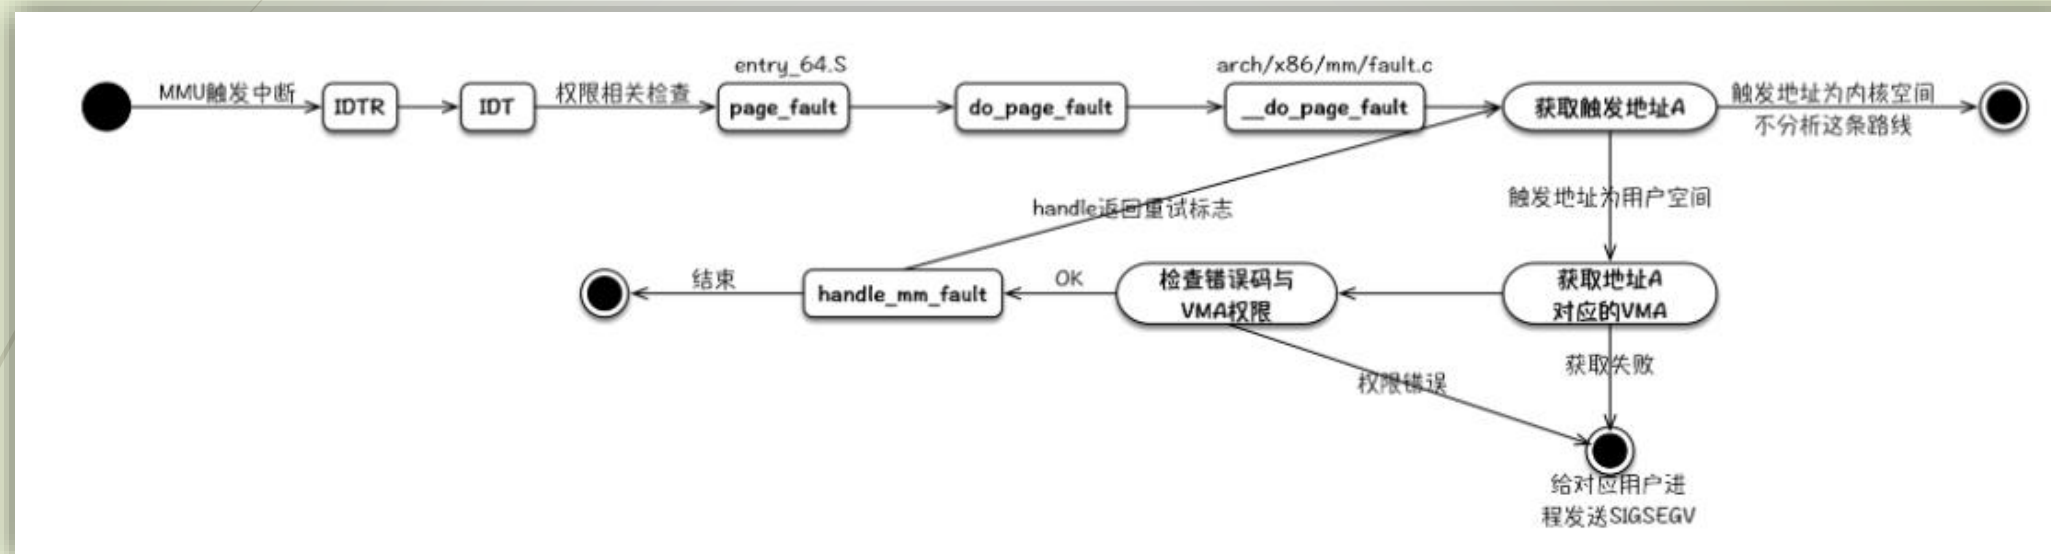 entry_64.S
arch/x86/mm/fault.c
MMU触发中断
IDTR
IDT
权限相关检查
page_fault
do_page_fault
__do_page_fault
获取触发地址A
触发地址为内核空间
不分析这条路线
触发地址为用户空间
handle返回重试标志
结束
handle_mm_fault
OK
检查错误码与
VMA权限
获取地址A
对应的VMA
获取失败
权限错误
给对应用户进
程发送SIGSEGV